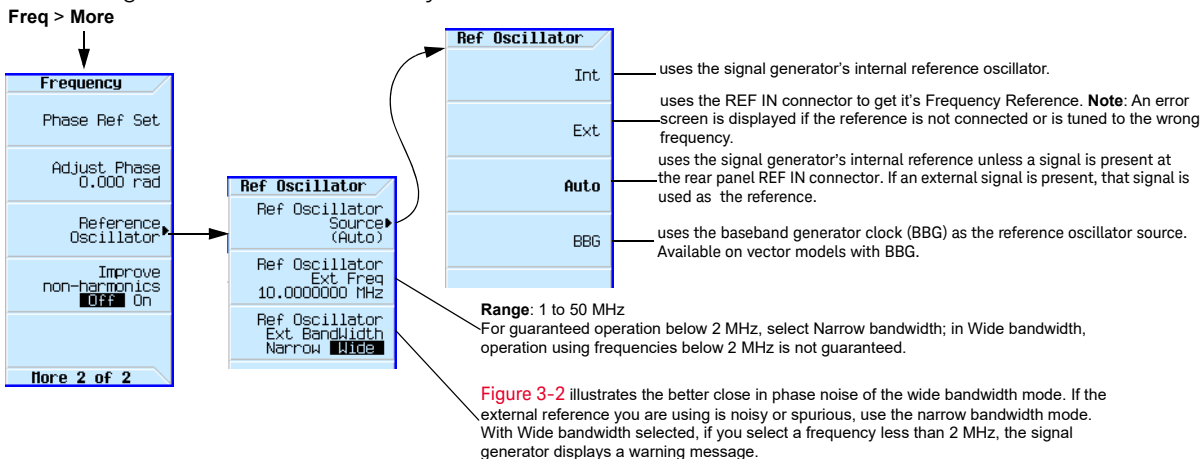 Freq > More
Frequency
Phase Ref Set
Adjust Phase
0.000 rad
Reference
Oscillator
Improve
non-harmonics
Off On
More 2 of 2
Ref Oscillator
Ref Oscillator
Source
(Auto)
Ref Oscillator
Ext Freq
10.0000000 MHz
Ref Oscillator
Ext BandWidth
Narrow Wide
Ref Oscillator
Int
Ext
Auto
BBG
uses the signal generator's internal reference oscillator.
uses the REF IN connector to get it's Frequency Reference. Note: An error
screen is displayed if the reference is not connected or is tuned to the wrong
frequency.
uses the signal generator's internal reference unless a signal is present at
the rear panel REF IN connector. If an external signal is present, that signal is
used as the reference.
uses the baseband generator clock (BBG) as the reference oscillator source.
Available on vector models with BBG.
Range: 1 to 50 MHz
For guaranteed operation below 2 MHz, select Narrow bandwidth; in Wide bandwidth,
operation using frequencies below 2 MHz is not guaranteed.
Figure 3-2 illustrates the better close in phase noise of the wide bandwidth mode. If the
external reference you are using is noisy or spurious, use the narrow bandwidth mode.
With Wide bandwidth selected, if you select a frequency less than 2 MHz, the signal
generator displays a warning message.